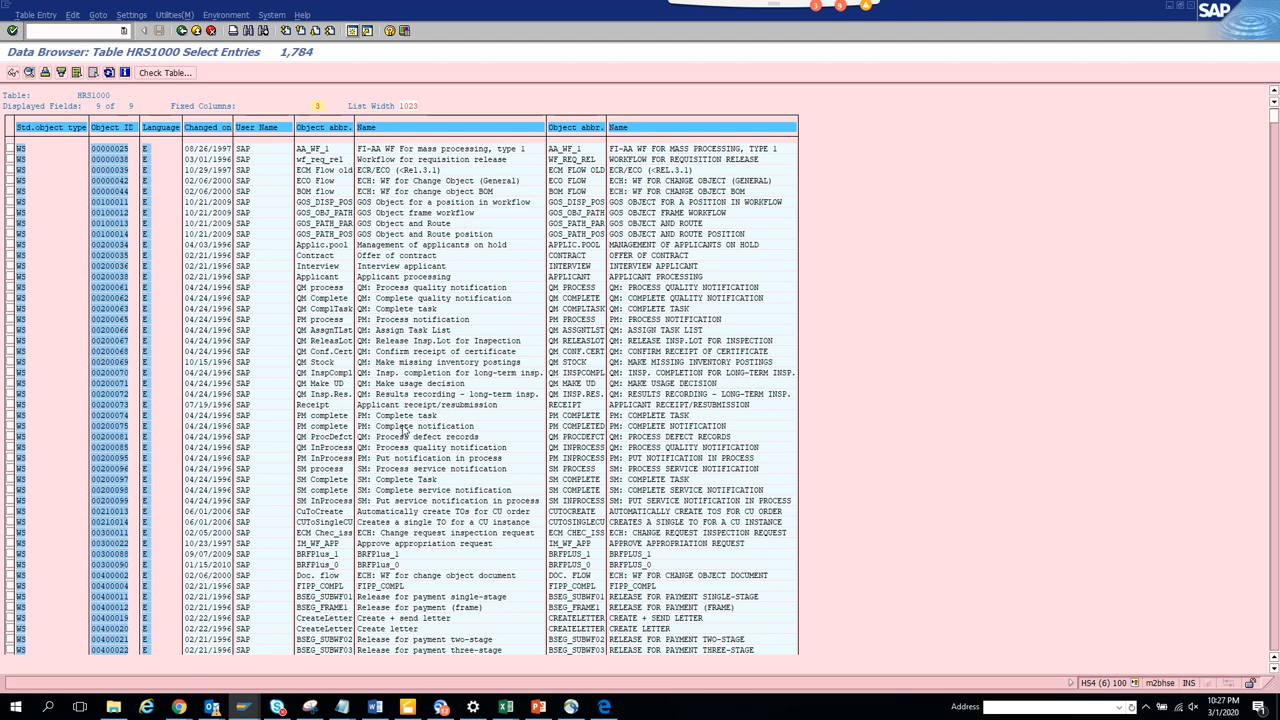 Table Entry Edit Goto Settings Utilities(M) Environment System Help
SAP
Data Browser: Table HRS1000 Select Entries 1,784
Check Table...
Table: HRS1000
Displayed Fields: 9 of 9 Fixed Columns: 3 List Width 1023
Std.object type Object ID Language Changed on User Name Object abbr. Name Object abbr. Name
WS 00000025 E 08/26/1997 SAP AA_WF_1 FI-AA WF For mass processing, type 1 AA_WF_1 FI-AA WF FOR MASS PROCESSING, TYPE 1
WS 00000038 E 03/01/1996 SAP wf_req_rel Workflow for requisition release WF_REQ_REL WORKFLOW FOR REQUISITION RELEASE
WS 00000039 E 10/29/1997 SAP ECM Flow old ECR/ECO (<Rel.3.1) ECM FLOW OLD ECR/ECO (<REL.3.1)
WS 00000042 E 02/06/2000 SAP ECO Flow ECH: WF for Change Object (General) ECO FLOW ECH: WF FOR CHANGE OBJECT (GENERAL)
WS 00000044 E 02/06/2000 SAP BOM flow ECH: WF for change object BOM BOM FLOW ECH: WF FOR CHANGE OBJECT BOM
WS 00100011 E 10/21/2009 SAP GOS_DISP_POS GOS Object for a position in workflow GOS_DISP_POS GOS OBJECT FOR A POSITION IN WORKFLOW
WS 00100012 E 10/21/2009 SAP GOS_OBJ_PATH GOS Object frame workflow GOS_OBJ_PATH GOS OBJECT FRAME WORKFLOW
WS 00100013 E 10/21/2009 SAP GOS_PATH_PAR GOS Object and Route GOS_PATH_PAR GOS OBJECT AND ROUTE
WS 00100014 E 10/21/2009 SAP GOS_PATH_POS GOS Object and Route position GOS_PATH_POS GOS OBJECT AND ROUTE POSITION
WS 00200034 E 04/03/1996 SAP Applic.pool Management of applicants on hold APPLIC.POOL MANAGEMENT OF APPLICANTS ON HOLD
WS 00200035 E 02/21/1996 SAP Contract Offer of contract CONTRACT OFFER OF CONTRACT
WS 00200036 E 02/21/1996 SAP Interview Interview applicant INTERVIEW INTERVIEW APPLICANT
WS 00200038 E 02/21/1996 SAP Applicant Applicant processing APPLICANT APPLICANT PROCESSING
WS 00200061 E 04/24/1996 SAP QM process QM: Process quality notification QM PROCESS QM: PROCESS QUALITY NOTIFICATION
WS 00200062 E 04/24/1996 SAP QM Complete QM: Complete quality notification QM COMPLETE QM: COMPLETE QUALITY NOTIFICATION
WS 00200063 E 04/24/1996 SAP QM ComplTask QM: Complete task QM COMPLTASK QM: COMPLETE TASK
WS 00200065 E 04/24/1996 SAP PM process PM: Process notification PM PROCESS PM: PROCESS NOTIFICATION
WS 00200066 E 04/24/1996 SAP QM AssgnTLst QM: Assign Task List QM ASSGNTLST QM: ASSIGN TASK LIST
WS 00200067 E 04/24/1996 SAP QM ReleasLot QM: Release Insp.Lot for Inspection QM RELEASLOT QM: RELEASE INSP.LOT FOR INSPECTION
WS 00200068 E 04/24/1996 SAP QM Conf.Cert QM: Confirm receipt of certificate QM CONF.CERT QM: CONFIRM RECEIPT OF CERTIFICATE
WS 00200069 E 10/15/1996 SAP QM Stock QM: Make missing inventory postings QM STOCK QM: MAKE MISSING INVENTORY POSTINGS
WS 00200070 E 04/24/1996 SAP QM InspCompl QM: Insp. completion for long-term insp. QM INSPCOMPL QM: INSP. COMPLETION FOR LONG-TERM INSP.
WS 00200071 E 04/24/1996 SAP QM Make UD QM: Make usage decision QM MAKE UD QM: MAKE USAGE DECISION
WS 00200072 E 04/24/1996 SAP QM Insp.Res. QM: Results recording - long-term insp. QM INSP.RES. QM: RESULTS RECORDING - LONG-TERM INSP.
WS 00200073 E 07/19/1996 SAP Receipt Applicant receipt/resubmission RECEIPT APPLICANT RECEIPT/RESUBMISSION
WS 00200074 E 04/24/1996 SAP PM complete PM: Complete task PM COMPLETE PM: COMPLETE TASK
WS 00200075 E 04/24/1996 SAP PM complete PM: Complete notification PM COMPLETED PM: COMPLETE NOTIFICATION
WS 00200081 E 04/24/1996 SAP QM ProcDefct QM: Process defect records QM PROCDEFCT QM: PROCESS DEFECT RECORDS
WS 00200085 E 04/24/1996 SAP QM InProcess QM: Process quality notification QM INPROCESS QM: PROCESS QUALITY NOTIFICATION
WS 00200086 E 04/24/1996 SAP PM InProcess PM: Put notification in process PM INPROCESS PM: PUT NOTIFICATION IN PROCESS
WS 00200095 E 04/24/1996 SAP SM process SM: Process service notification SM PROCESS SM: PROCESS SERVICE NOTIFICATION
WS 00200096 E 04/24/1996 SAP SM complete SM: Complete Task SM COMPLETE SM: COMPLETE TASK
WS 00200098 E 04/24/1996 SAP SM Complete SM: Complete service notification SM COMPLETE SM: COMPLETE SERVICE NOTIFICATION
WS 00200099 E 04/24/1996 SAP SM InProcess SM: Put service notification in process SM INPROCESS SM: PUT SERVICE NOTIFICATION IN PROCESS
WS 00210013 E 06/01/2006 SAP CuToCreate Automatically create TOs for CU order CUTOCREATE AUTOMATICALLY CREATE TOS FOR CU ORDER
WS 00210014 E 06/01/2006 SAP CUToSingleCU Creates a single TO for a CU instance CUTOSINGLECU CREATES A SINGLE TO FOR A CU INSTANCE
WS 00300011 E 02/05/2000 SAP ECM Chec_iss ECH: Change request inspection request ECM CHEC_ISS ECH: CHANGE REQUEST INSPECTION REQUEST
WS 00300022 E 10/23/1997 SAP IM_WF_APP Approve appropriation request IM_WF_APP APPROVE APPROPRIATION REQUEST
WS 00300088 E 09/07/2009 SAP BRFPlus_1 BRFPlus_1 BRFPLUS_1 BRFPLUS_1
WS 00300090 E 01/15/2010 SAP BRFPlus_0 BRFPlus_0 BRFPLUS_0 BRFPLUS_0
WS 00400002 E 02/06/2000 SAP Doc. flow ECH: WF for change object document DOC. FLOW ECH: WF FOR CHANGE OBJECT DOCUMENT
WS 00400004 E 02/21/1996 SAP FIPP_COMPL FIPP_COMPL FIPP_COMPL FIPP_COMPL
WS 00400011 E 02/21/1996 SAP BSEG_SUBWF01 Release for payment single-stage BSEG_SUBWF01 RELEASE FOR PAYMENT SINGLE-STAGE
WS 00400012 E 02/21/1996 SAP BSEG_FRAME1 Release for payment (frame) BSEG_FRAME1 RELEASE FOR PAYMENT (FRAME)
WS 00400019 E 02/22/1996 SAP CreateLetter Create + send letter CREATELETTER CREATE + SEND LETTER
WS 00400020 E 02/27/1996 SAP CreateLetter Create letter CREATELETTER CREATE LETTER
WS 00400021 E 02/21/1996 SAP BSEG_SUBWF02 Release for payment two-stage BSEG_SUBWF02 RELEASE FOR PAYMENT TWO-STAGE
WS 00400022 E 02/21/1996 SAP BSEG_SUBWF03 Release for payment three-stage BSEG_SUBWF03 RELEASE FOR PAYMENT THREE-STAGE
HS4 (6) 100 m2bhse INS
Address
10:27 PM
3/1/2020